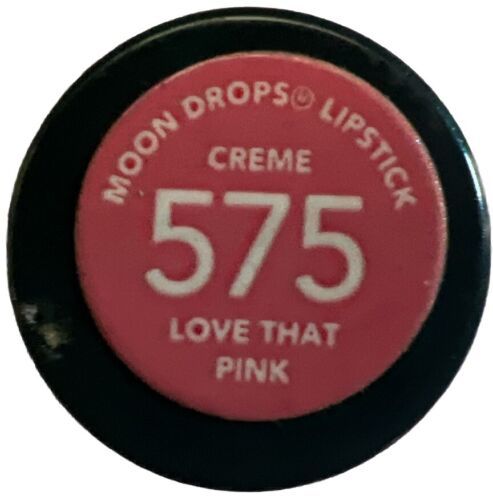 MOON DROPS® LIPSTICK
CREME
575
LOVE THAT
PINK